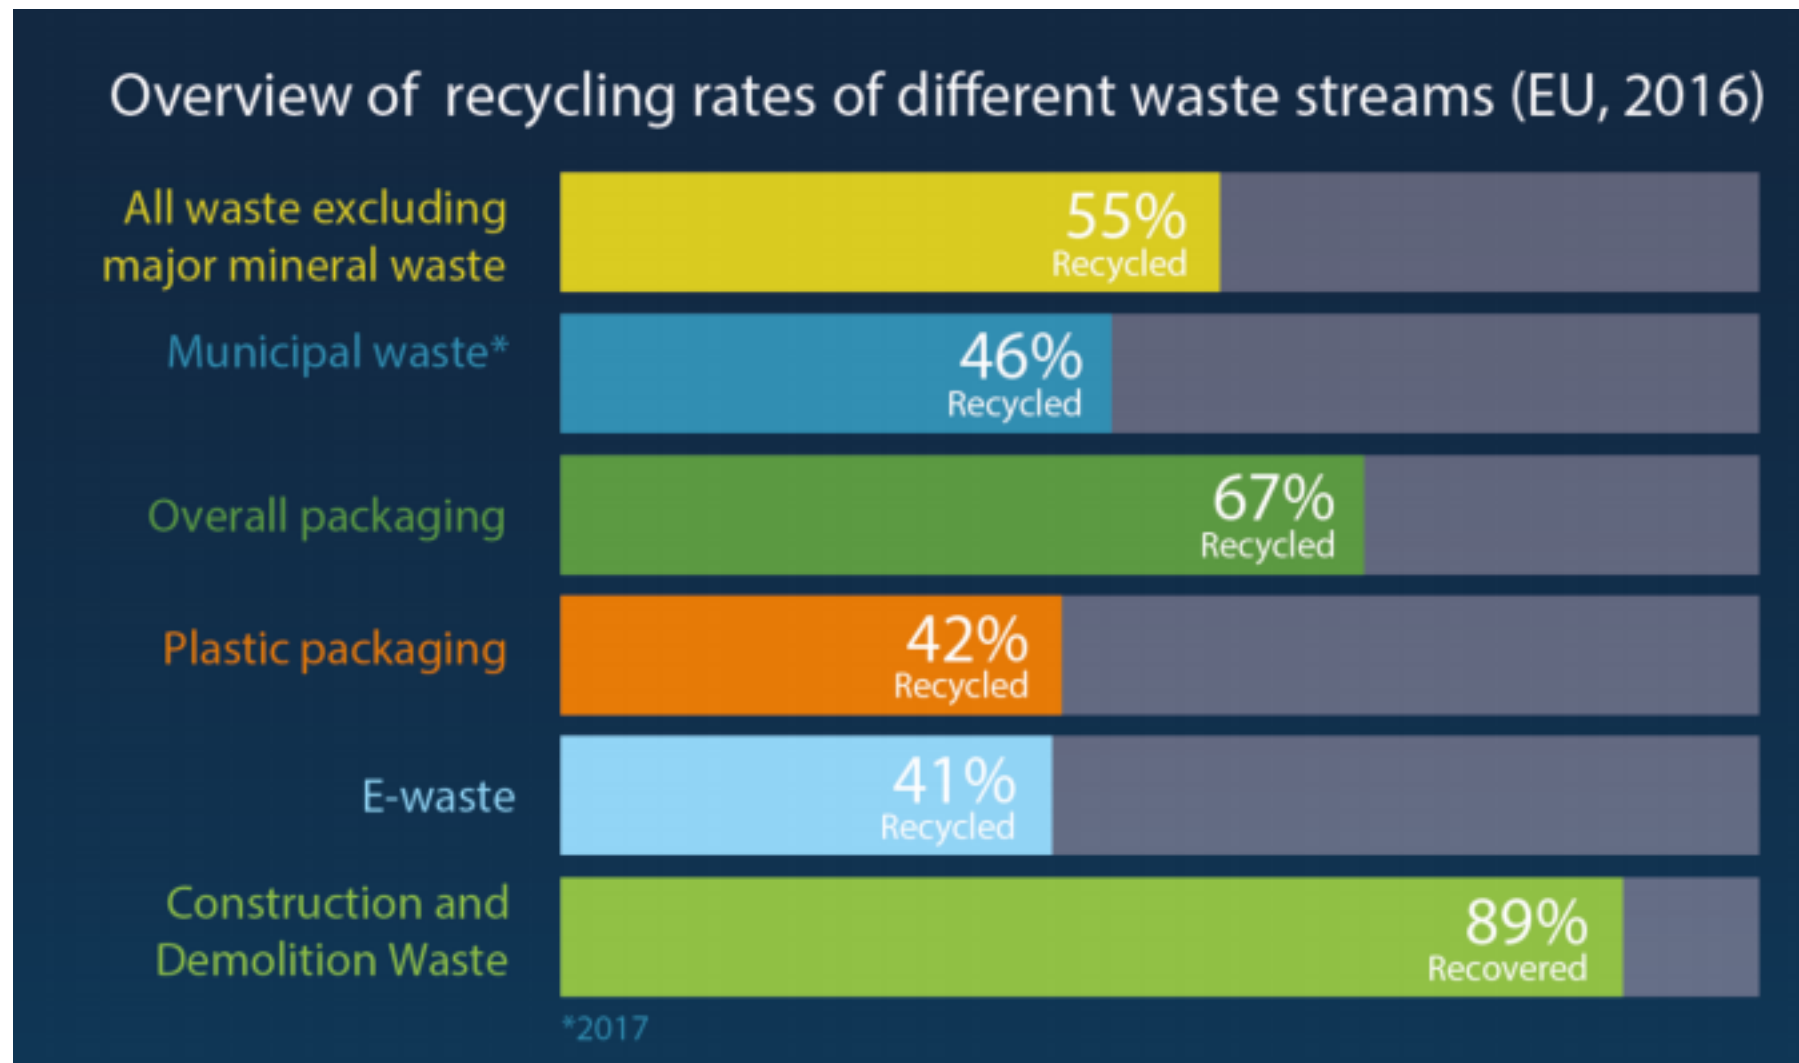 Overview of recycling rates of different waste streams (EU, 2016)
All waste excluding
major mineral waste
55%
Recycled
Municipal waste*
46%
Recycled
Overall packaging
67%
Recycled
Plastic packaging
42%
Recycled
E-waste
41%
Recycled
Construction and
Demolition Waste
89%
Recovered
*2017